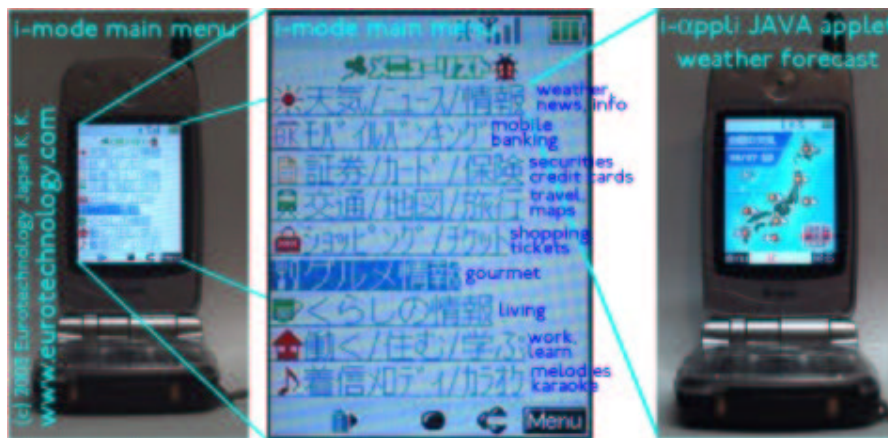 i-mode main menu
i-mode main menu
i-αppli JAVA applet
weather forecast
天気/ニュース/情報
weather
news, info
モバイルバンキング
mobile
banking
証券/カード/保険
securities
credit cards
交通/地図/旅行
travel,
maps
ショッピング/チケット
shopping
tickets
グルメ情報
gourmet
くらしの情報
living
働く/住む/学ぶ
work,
learn
着信メロディ/カラオケ
melodies
karaoke
Menu
(c) 2003 Eurotechnology Japan K. K.
www.eurotechnology.com